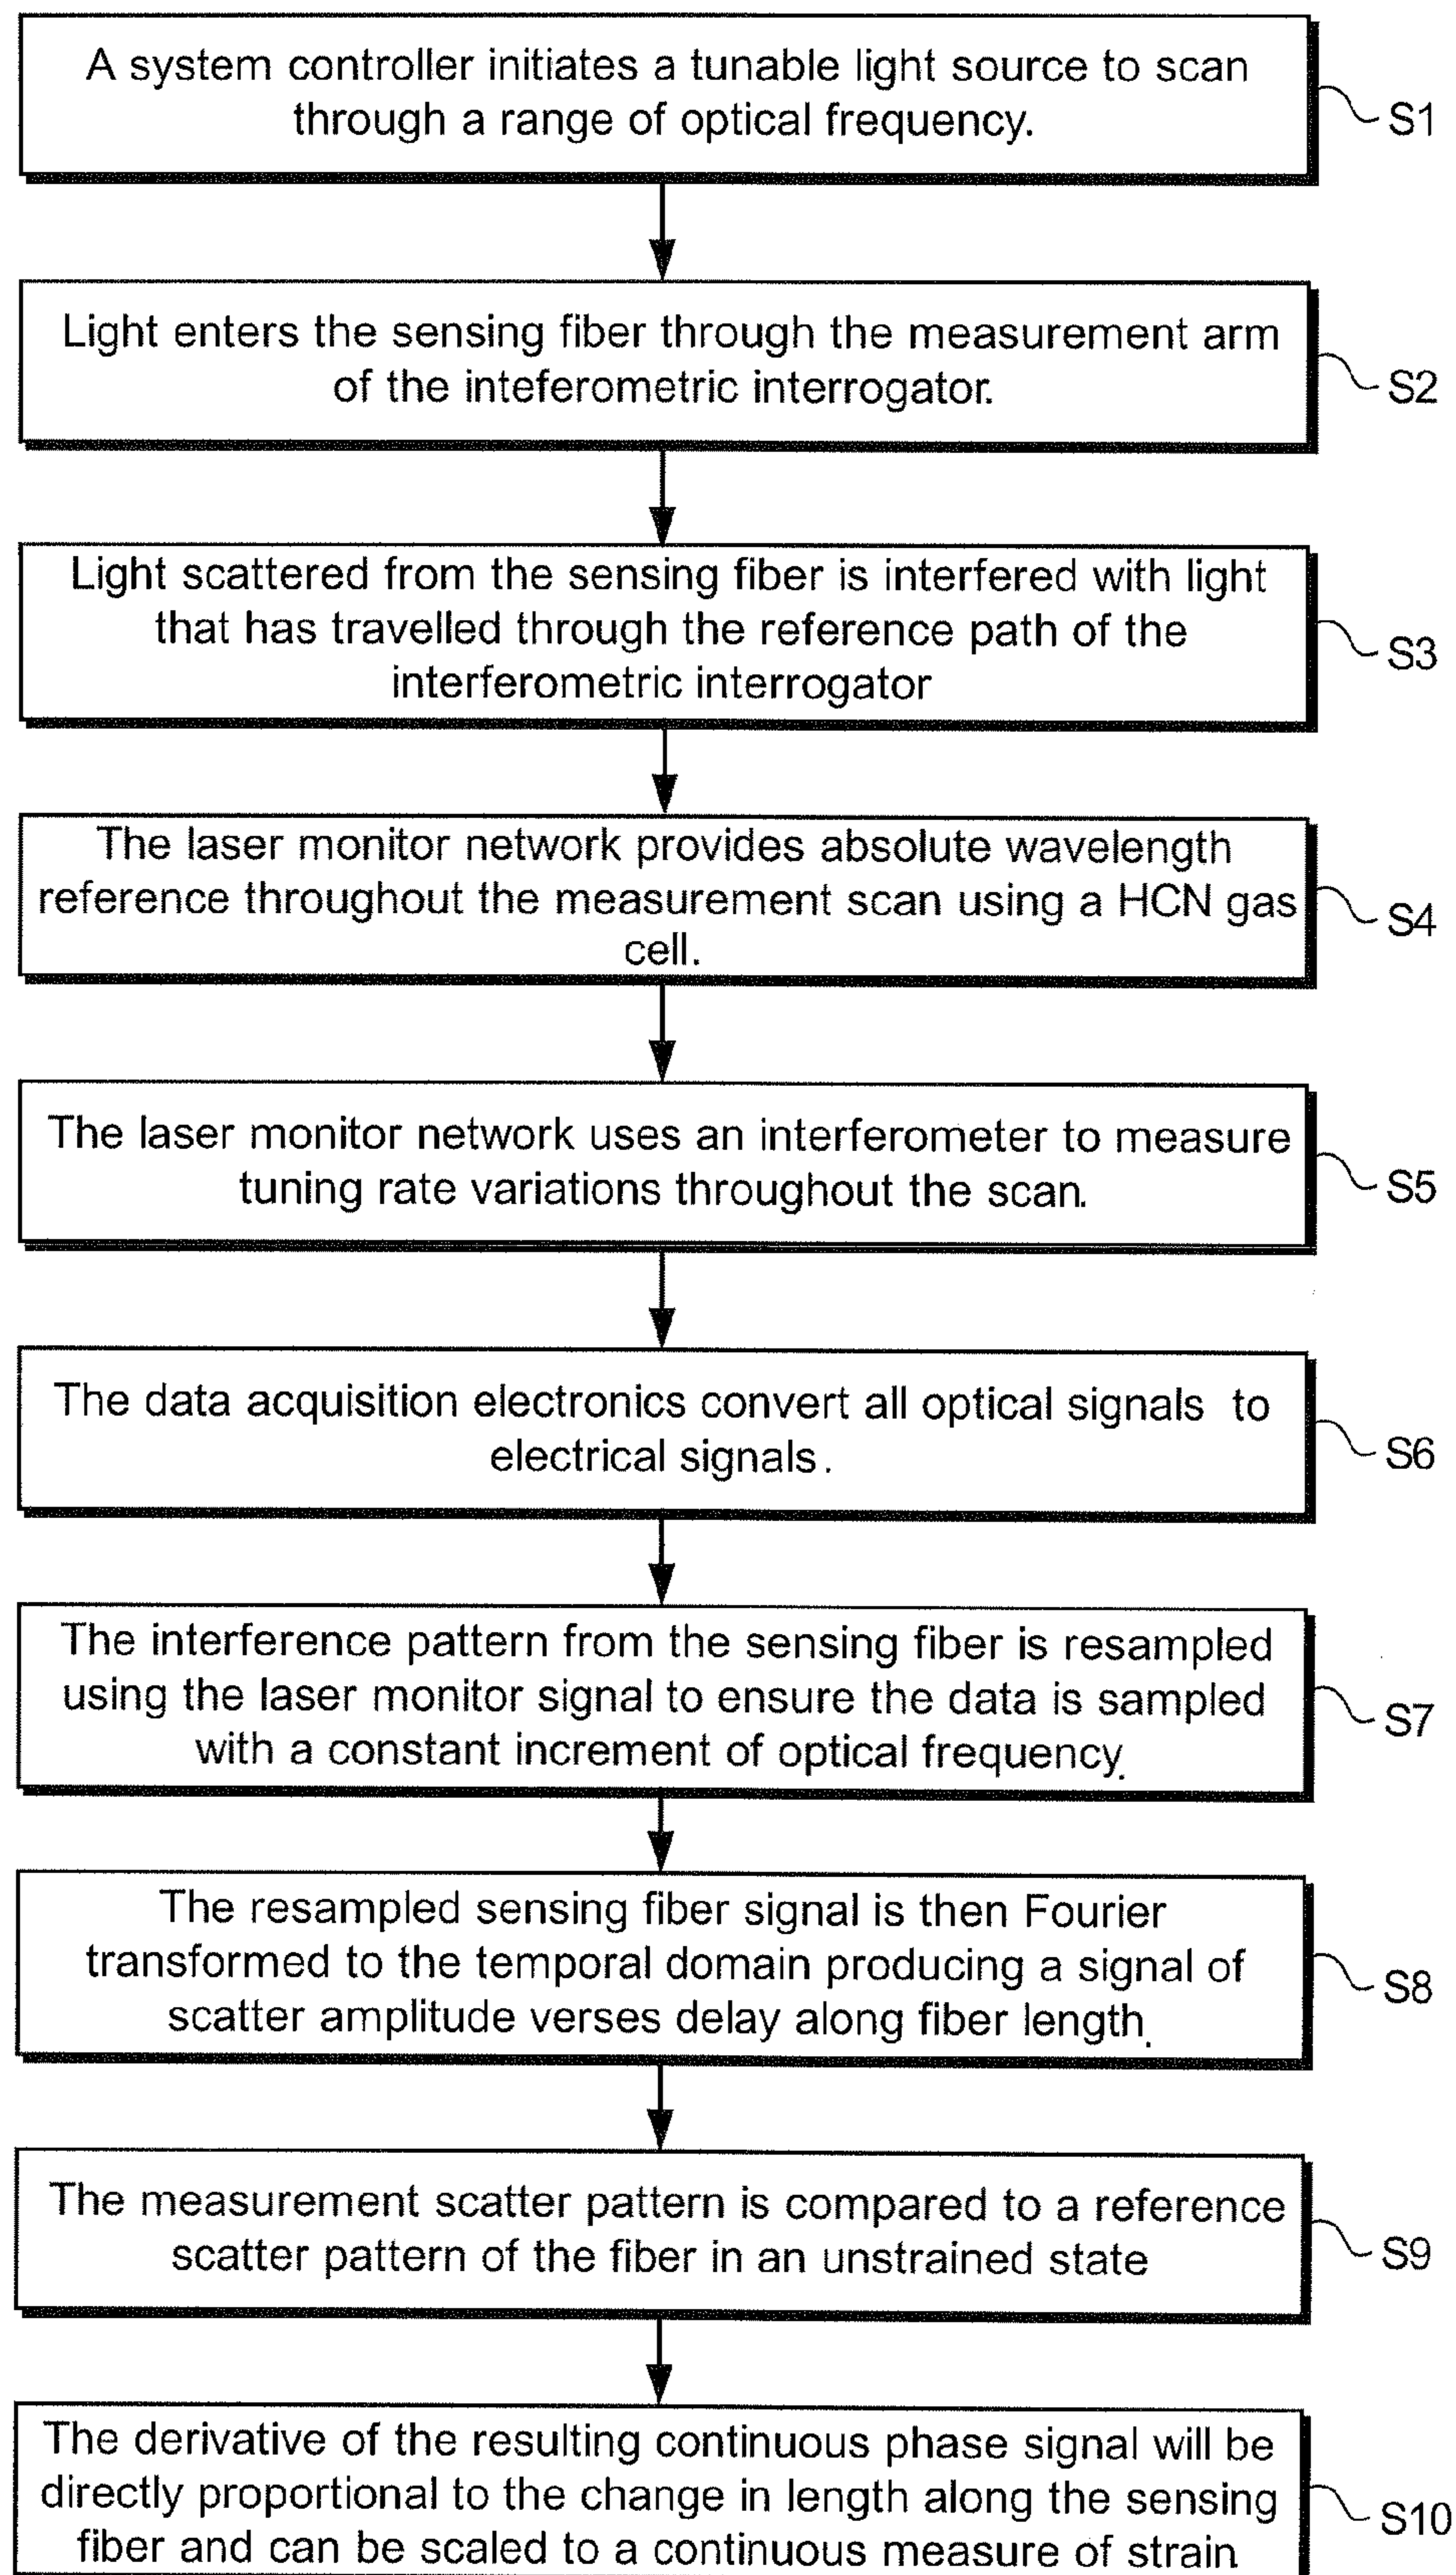 A system controller initiates a tunable light source to scan
through a range of optical frequency.
S1
Light enters the sensing fiber through the measurement arm
of the inteferometric interrogator.
S2
Light scattered from the sensing fiber is interfered with light
that has travelled through the reference path of the
interferometric interrogator
S3
The laser monitor network provides absolute wavelength
reference throughout the measurement scan using a HCN gas
cell.
S4
The laser monitor network uses an interferometer to measure
tuning rate variations throughout the scan.
S5
The data acquisition electronics convert all optical signals to
electrical signals.
S6
The interference pattern from the sensing fiber is resampled
using the laser monitor signal to ensure the data is sampled
with a constant increment of optical frequency.
S7
The resampled sensing fiber signal is then Fourier
transformed to the temporal domain producing a signal of
scatter amplitude verses delay along fiber length.
S8
The measurement scatter pattern is compared to a reference
scatter pattern of the fiber in an unstrained state
S9
The derivative of the resulting continuous phase signal will be
directly proportional to the change in length along the sensing
fiber and can be scaled to a continuous measure of strain
S10